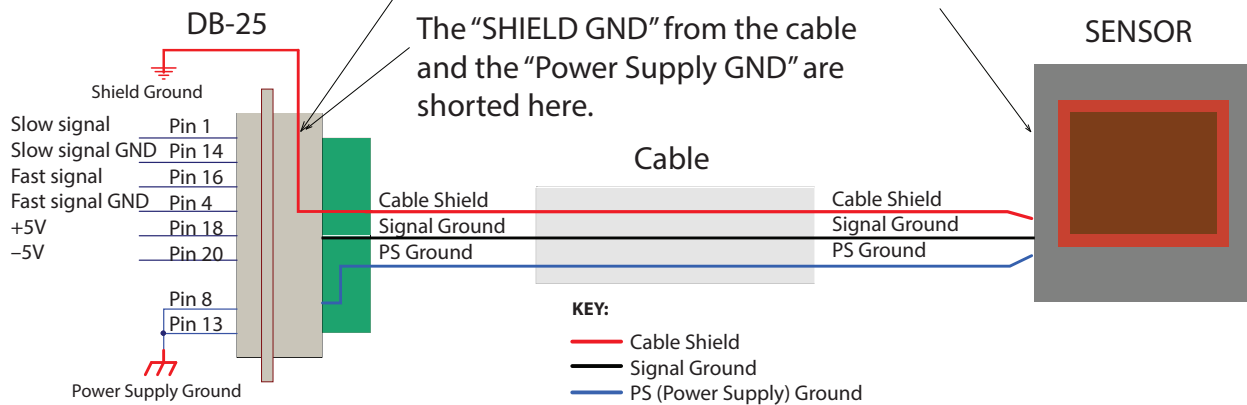 DB-25
The “SHIELD GND” from the cable
and the “Power Supply GND” are
shorted here.
SENSOR
Shield Ground
Slow signal Pin 1
Slow signal GND Pin 14
Fast signal Pin 16
Fast signal GND Pin 4
+5V Pin 18
–5V Pin 20
Pin 8
Pin 13
Power Supply Ground
Cable
Cable Shield Cable Shield
Signal Ground Signal Ground
PS Ground PS Ground
KEY:
Cable Shield
Signal Ground
PS (Power Supply) Ground